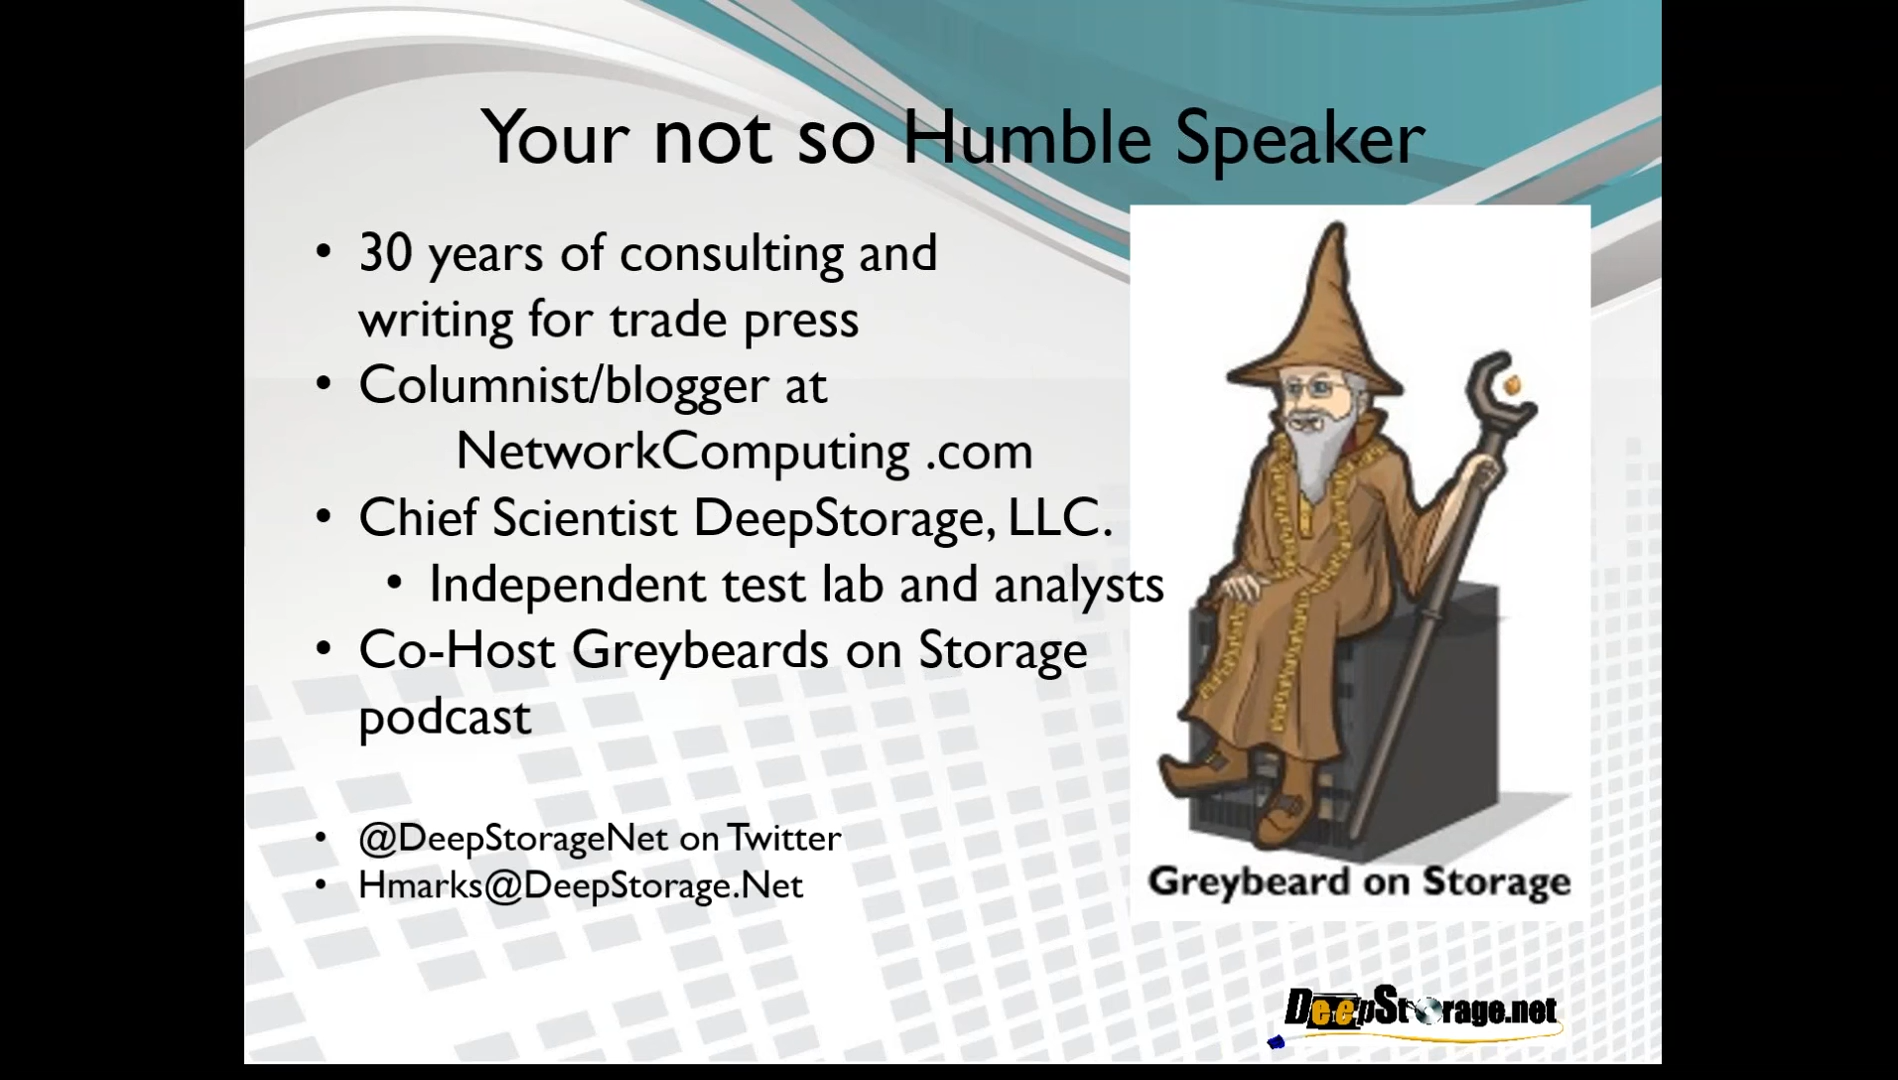 Your not so Humble Speaker
• 30 years of consulting and
writing for trade press
• Columnist/blogger at
NetworkComputing .com
• Chief Scientist DeepStorage, LLC.
• Independent test lab and analysts
• Co-Host Greybeards on Storage
podcast
• @DeepStorageNet on Twitter
• Hmarks@DeepStorage.Net
Greybeard on Storage
DeepStorage.net